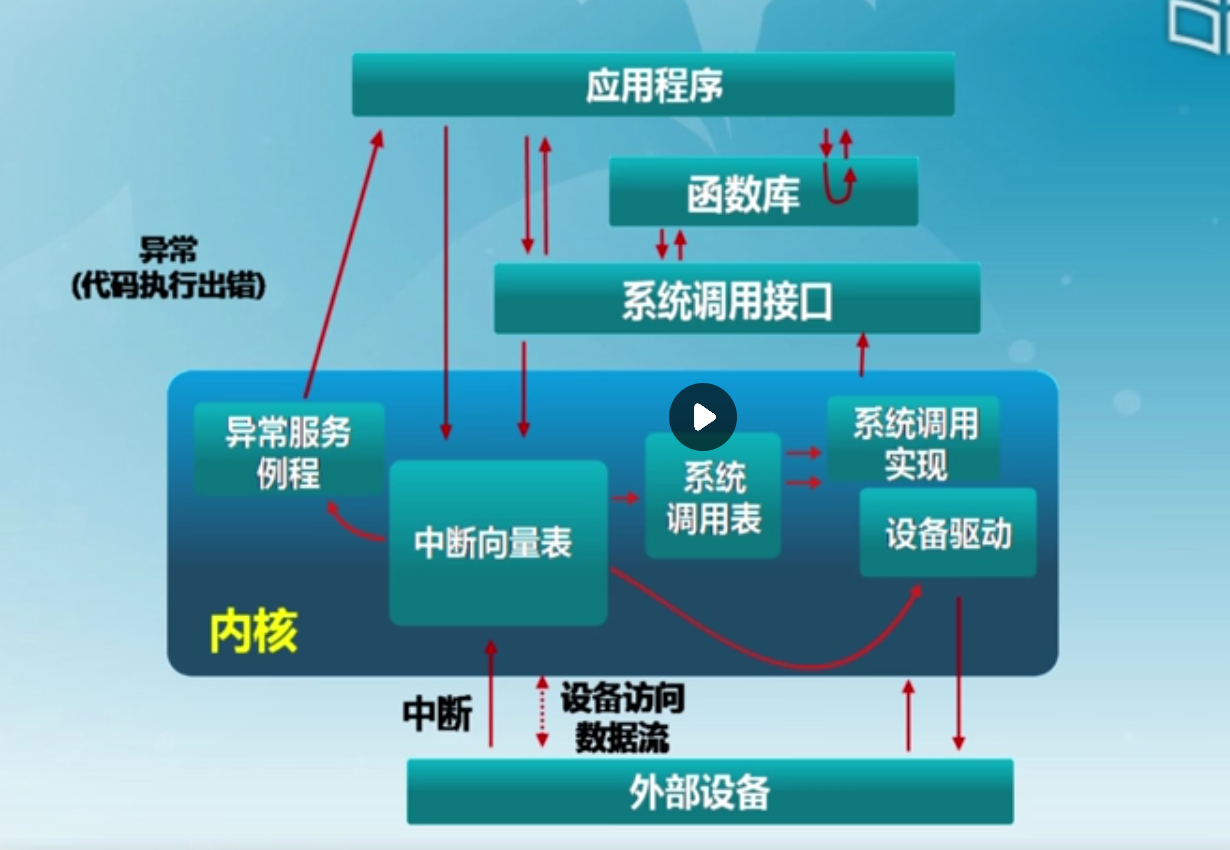 应用程序
函数库
异常
(代码执行出错)
系统调用接口
异常服务
例程
系统调用
实现
系统
调用表
中断向量表
设备驱动
内核
中断
设备访问
数据流
外部设备